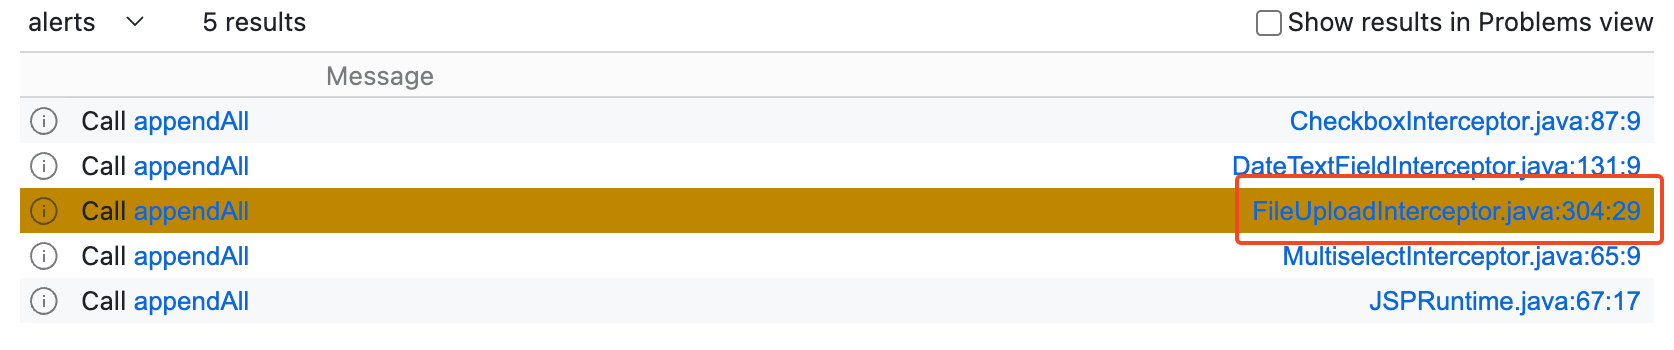 alerts 5 results Show results in Problems view
Message
Call appendAll CheckboxInterceptor.java:87:9
Call appendAll DateTextFieldInterceptor.java:131:9
Call appendAll FileUploadInterceptor.java:304:29
Call appendAll MultiselectInterceptor.java:65:9
Call appendAll JSPRuntime.java:67:17